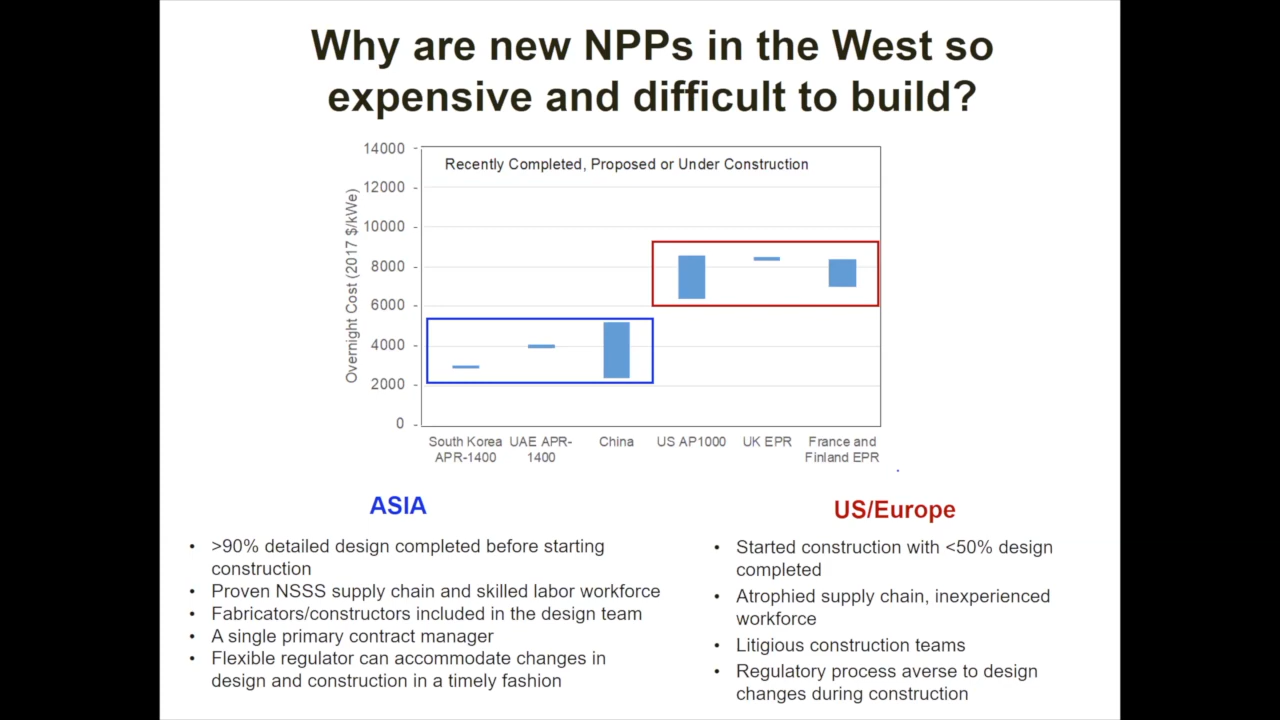 Why are new NPPs in the West so
expensive and difficult to build?
Recently Completed, Proposed or Under Construction
Overnight Cost (2017 $/kWe)
14000
12000
10000
8000
6000
4000
2000
0
South Korea APR-1400
UAE APR-1400
China
US AP1000
UK EPR
France and Finland EPR
ASIA
• >90% detailed design completed before starting
construction
• Proven NSSS supply chain and skilled labor workforce
• Fabricators/constructors included in the design team
• A single primary contract manager
• Flexible regulator can accommodate changes in
design and construction in a timely fashion
US/Europe
• Started construction with <50% design
completed
• Atrophied supply chain, inexperienced
workforce
• Litigious construction teams
• Regulatory process averse to design
changes during construction